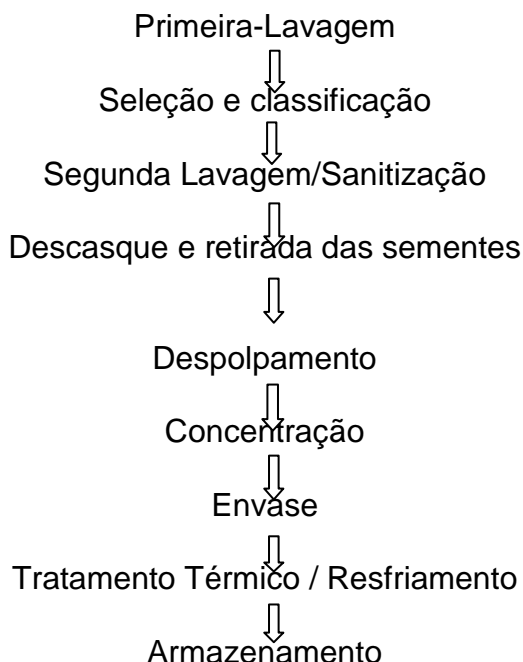 Primeira-Lavagem
Seleção e classificação
Segunda Lavagem/Sanitização
Descasque e retirada das sementes
Despolpamento
Concentração
Envase
Tratamento Térmico / Resfriamento
Armazenamento